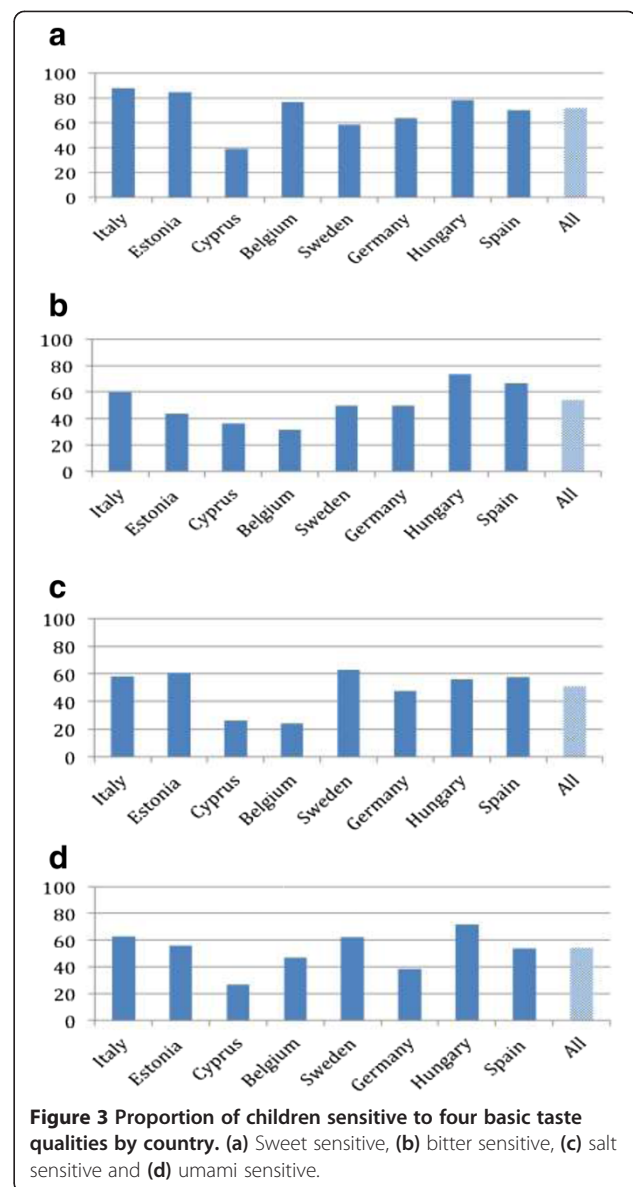 a
100
80
60
40
20
0
Italy Estonia Cyprus Belgium Sweden Germany Hungary Spain All
b
100
80
60
40
20
0
Italy Estonia Cyprus Belgium Sweden Germany Hungary Spain All
c
100
80
60
40
20
0
Italy Estonia Cyprus Belgium Sweden Germany Hungary Spain All
d
100
80
60
40
20
0
Italy Estonia Cyprus Belgium Sweden Germany Hungary Spain All
Figure 3 Proportion of children sensitive to four basic taste
qualities by country. (a) Sweet sensitive, (b) bitter sensitive, (c) salt
sensitive and (d) umami sensitive.